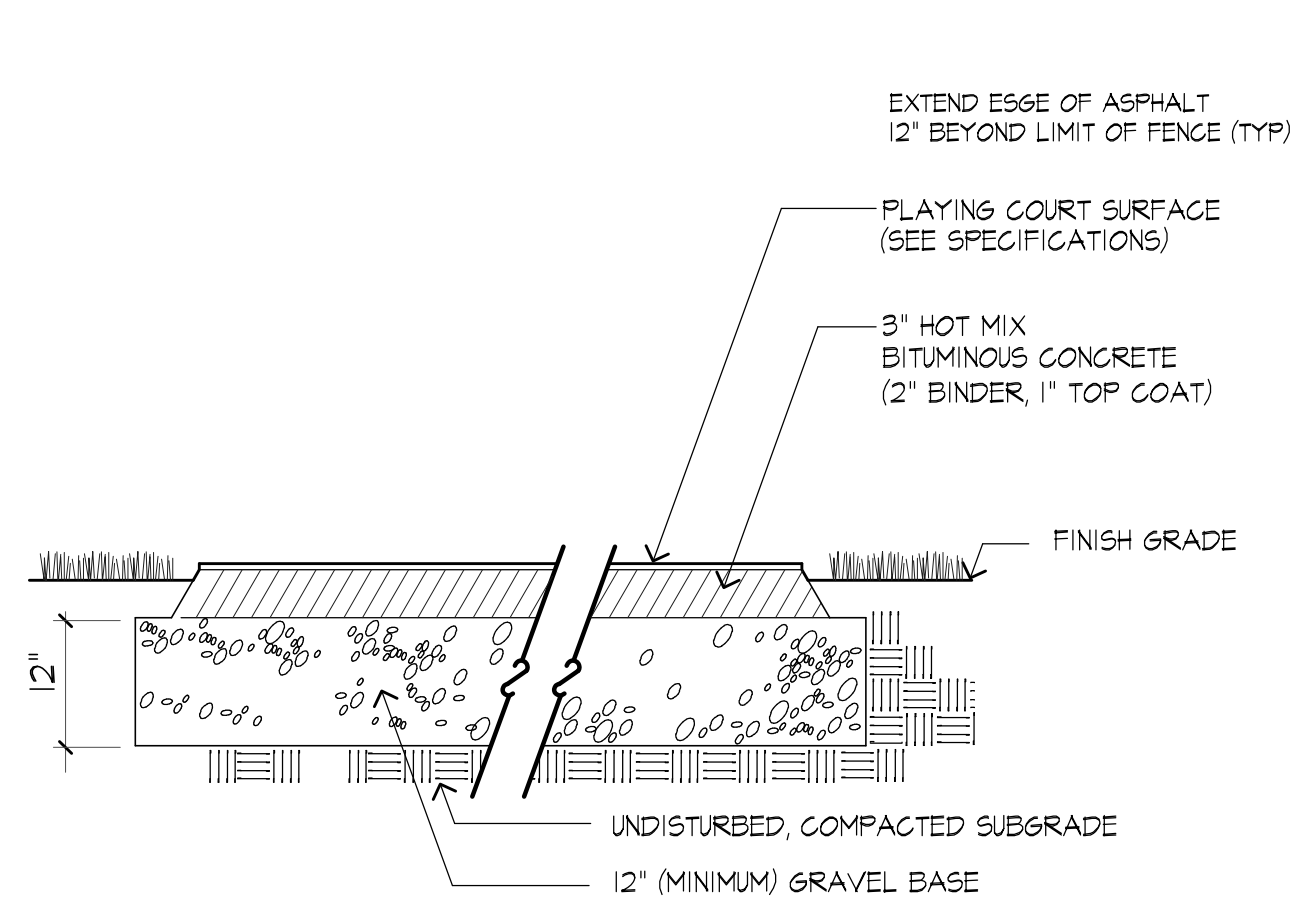 EXTEND ESGE OF ASPHALT
12" BEYOND LIMIT OF FENCE (TYP)
PLAYING COURT SURFACE
(SEE SPECIFICATIONS)
3" HOT MIX
BITUMINOUS CONCRETE
(2" BINDER, 1" TOP COAT)
FINISH GRADE
12"
UNDISTURBED, COMPACTED SUBGRADE
12" (MINIMUM) GRAVEL BASE